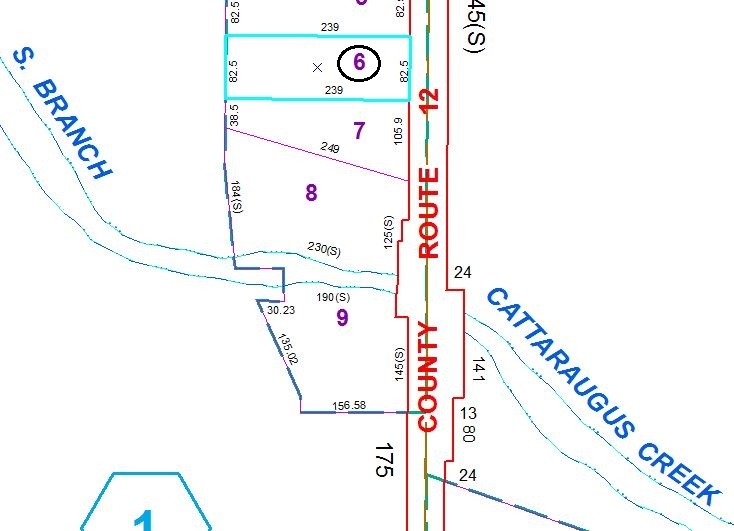 82.5
82.5
45(S)
239
6
82.5
82.5
239
S. BRANCH
38.5
7
105.9
249
8
184(S)
125(S)
230(S)
COUNTY ROUTE 12
24
190(S)
30.23
9
135.02
145(S)
141
CATTARAUGUS CREEK
156.58
13
80
175
24
1